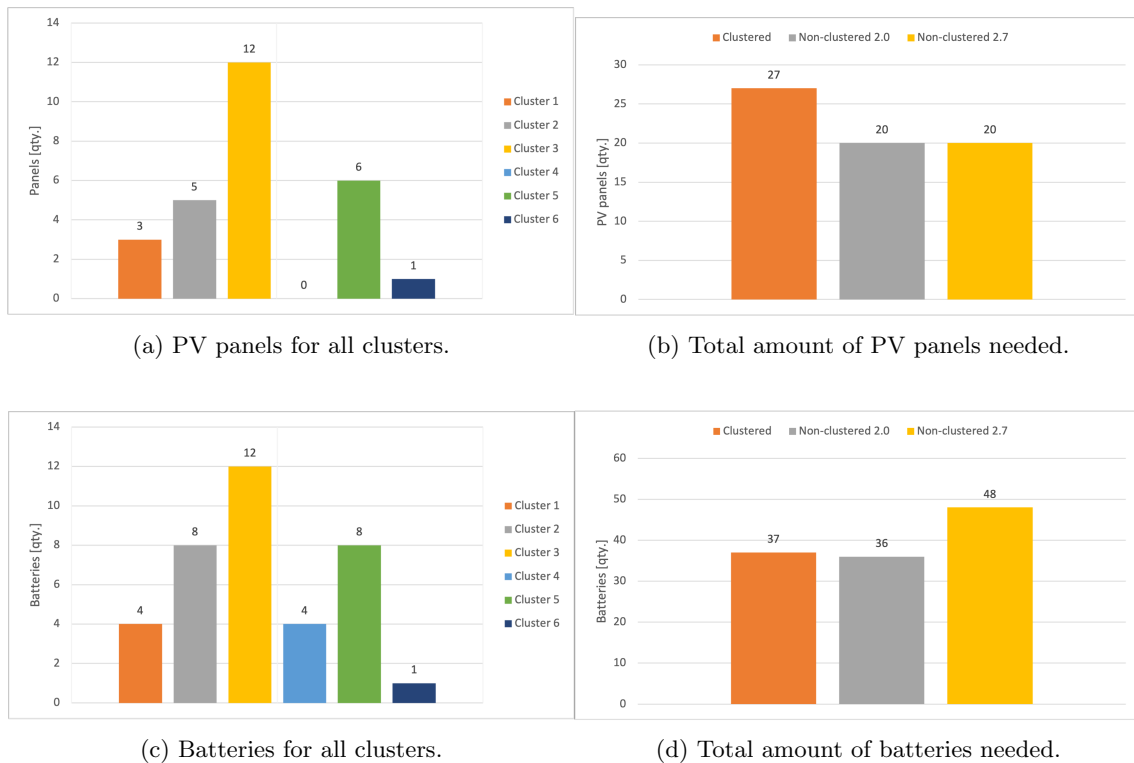 14
12
10
8
6
4
2
0
Panels [qty.]
3
5
12
0
6
1
Cluster 1
Cluster 2
Cluster 3
Cluster 4
Cluster 5
Cluster 6
(a) PV panels for all clusters.
Clustered Non-clustered 2.0 Non-clustered 2.7
30
25
20
15
10
5
0
PV panels [qty.]
27
20
20
(b) Total amount of PV panels needed.
14
12
10
8
6
4
2
0
Batteries [qty.]
4
8
12
4
8
1
Cluster 1
Cluster 2
Cluster 3
Cluster 4
Cluster 5
Cluster 6
(c) Batteries for all clusters.
Clustered Non-clustered 2.0 Non-clustered 2.7
60
50
40
30
20
10
0
Batteries [qty.]
37
36
48
(d) Total amount of batteries needed.